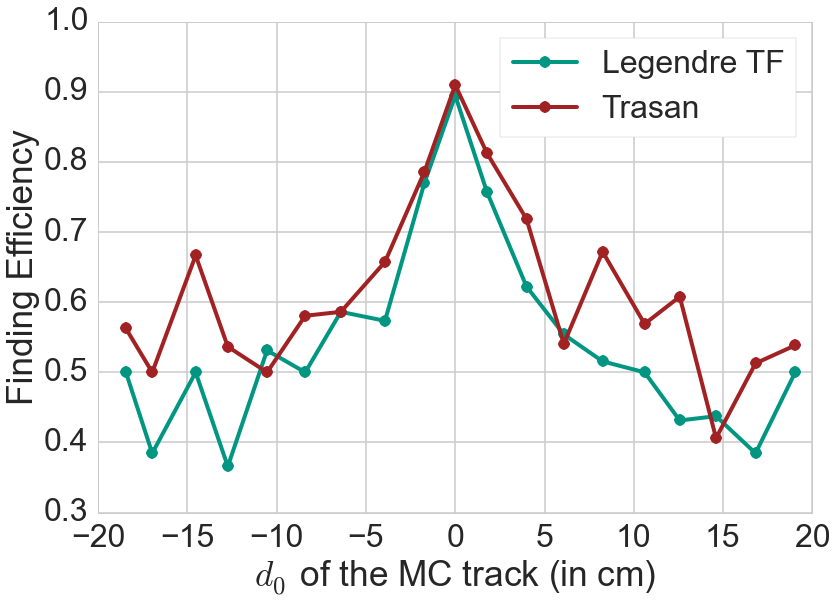 1.0
0.9
0.8
0.7
0.6
0.5
0.4
0.3
Finding Efficiency
Legendre TF
Trasan
−20 −15 −10 −5 0 5 10 15 20
d₀ of the MC track (in cm)